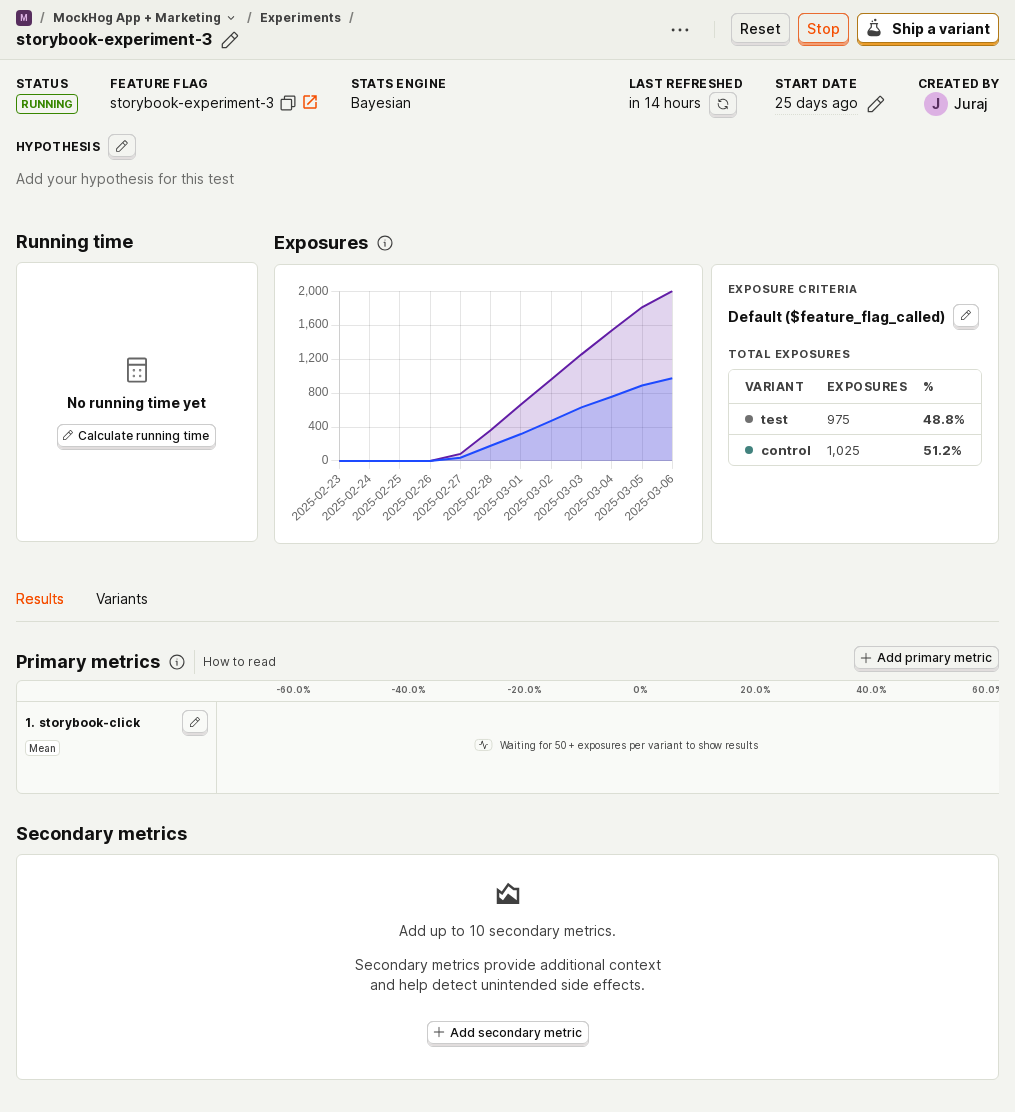 M / MockHog App + Marketing / Experiments /
storybook-experiment-3
Reset
Stop
Ship a variant
STATUS
RUNNING
FEATURE FLAG
storybook-experiment-3
STATS ENGINE
Bayesian
LAST REFRESHED
in 14 hours
START DATE
25 days ago
CREATED BY
J Juraj
HYPOTHESIS
Add your hypothesis for this test
Running time
No running time yet
Calculate running time
Exposures
2,000
1,600
1,200
800
400
0
2025-02-23
2025-02-24
2025-02-25
2025-02-26
2025-02-27
2025-02-28
2025-03-01
2025-03-02
2025-03-03
2025-03-04
2025-03-05
2025-03-06
EXPOSURE CRITERIA
Default ($feature_flag_called)
TOTAL EXPOSURES
VARIANT EXPOSURES %
test 975 48.8%
control 1,025 51.2%
Results Variants
Primary metrics
How to read
Add primary metric
-60.0% -40.0% -20.0% 0% 20.0% 40.0% 60.0%
1. storybook-click
Mean
Waiting for 50+ exposures per variant to show results
Secondary metrics
Add up to 10 secondary metrics.
Secondary metrics provide additional context
and help detect unintended side effects.
Add secondary metric